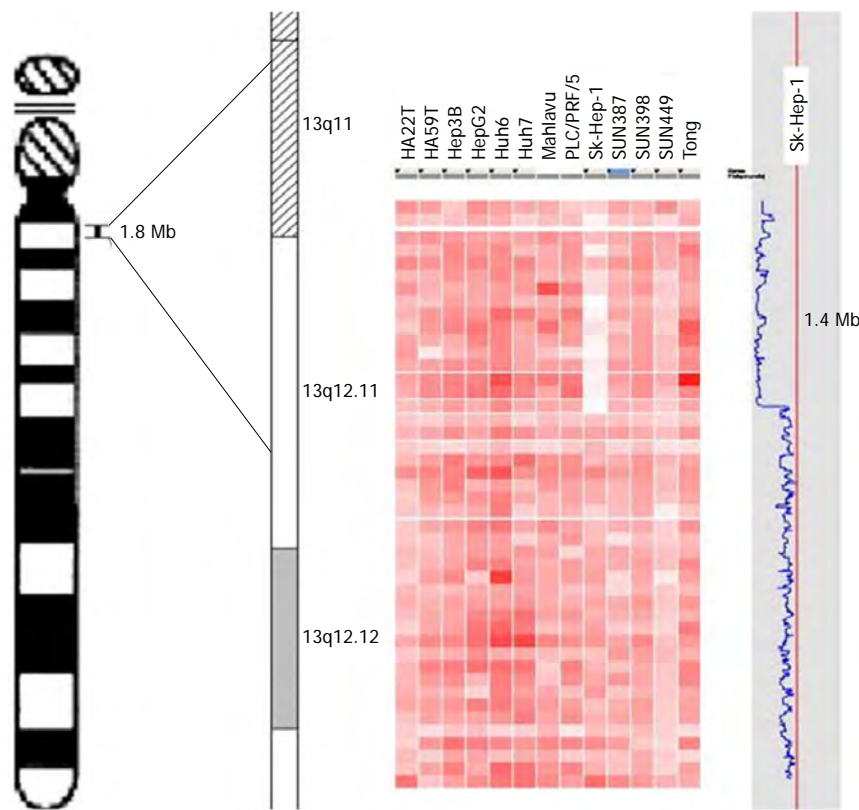 13q11
1.8 Mb
13q12.11
13q12.12
HA22T
HA59T
Hep3B
HepG2
Huh6
Huh7
Mahlavu
PLC/PRF/5
Sk-Hep-1
SUN387
SUN398
SUN449
Tong
Sk-Hep-1
1.4 Mb